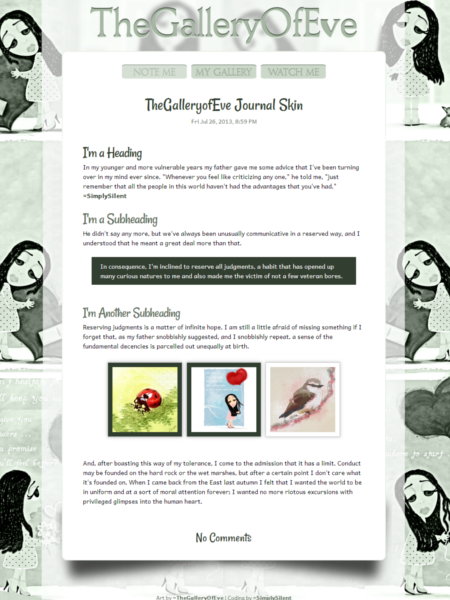 TheGalleryOfEve
NOTE ME
MY GALLERY
WATCH ME
TheGalleryofEve Journal Skin
Fri Jul 26, 2013, 8:59 PM
I'm a Heading
In my younger and more vulnerable years my father gave me some advice that I've been turning
over in my mind ever since. "Whenever you feel like criticizing any one," he told me, "just
remember that all the people in this world haven't had the advantages that you've had."
~SimplySilent
I'm a Subheading
He didn't say any more, but we've always been unusually communicative in a reserved way, and I
understood that he meant a great deal more than that.
In consequence, I'm inclined to reserve all judgments, a habit that has opened up
many curious natures to me and also made me the victim of not a few veteran bores.
I'm Another Subheading
Reserving judgments is a matter of infinite hope. I am still a little afraid of missing something if I
forget that, as my father snobbishly suggested, and I snobbishly repeat, a sense of the
fundamental decencies is parcelled out unequally at birth.
And, after boasting this way of my tolerance, I come to the admission that it has a limit. Conduct
may be founded on the hard rock or the wet marshes, but after a certain point I don't care what
it's founded on. When I came back from the East last autumn I felt that I wanted the world to be
in uniform and at a sort of moral attention forever; I wanted no more riotous excursions with
privileged glimpses into the human heart.
No Comments
Art by ~TheGalleryOfEve | Coding by ~SimplySilent